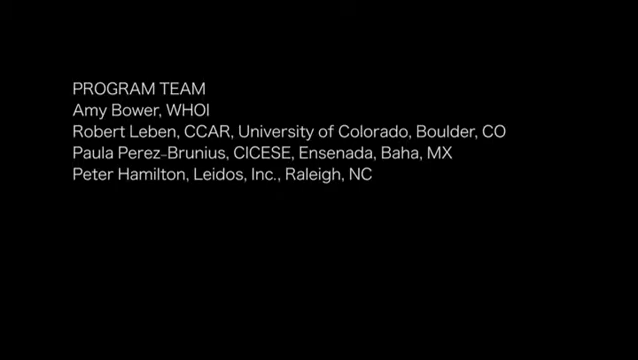 PROGRAM TEAM
Amy Bower, WHOI
Robert Leben, CCAR, University of Colorado, Boulder, CO
Paula Perez-Brunius, CICESE, Ensenada, Baha, MX
Peter Hamilton, Leidos, Inc., Raleigh, NC